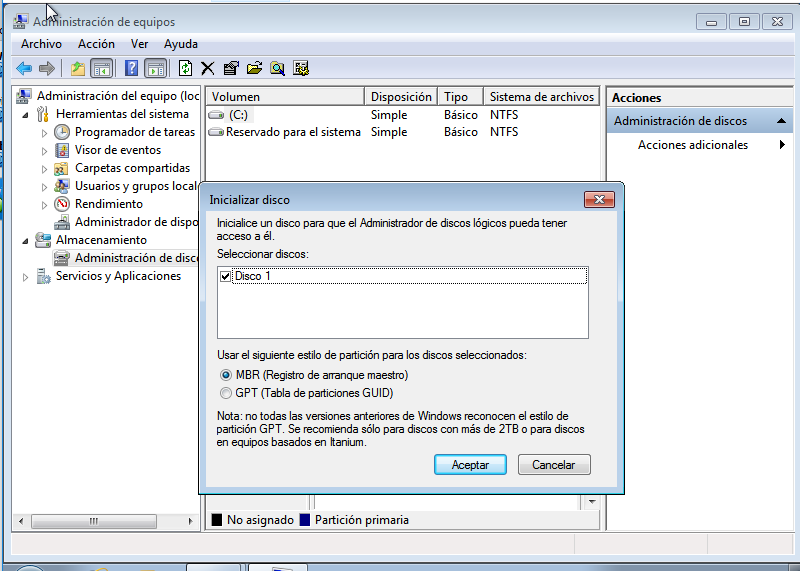 Administración de equipos
Archivo Acción Ver Ayuda
Administración del equipo (loc
Herramientas del sistema
Programador de tareas
Visor de eventos
Carpetas compartidas
Usuarios y grupos local
Rendimiento
Administrador de dispo
Almacenamiento
Administración de disco
Servicios y Aplicaciones
Volumen Disposición Tipo Sistema de archivos
(C:) Simple Básico NTFS
Reservado para el sistema Simple Básico NTFS
Acciones
Administración de discos
Acciones adicionales
Inicializar disco
Inicialice un disco para que el Administrador de discos lógicos pueda tener
acceso a él.
Seleccionar discos:
Disco 1
Usar el siguiente estilo de partición para los discos seleccionados:
MBR (Registro de arranque maestro)
GPT (Tabla de particiones GUID)
Nota: no todas las versiones anteriores de Windows reconocen el estilo de
partición GPT. Se recomienda sólo para discos con más de 2TB o para discos
en equipos basados en Itanium.
Aceptar Cancelar
No asignado Partición primaria